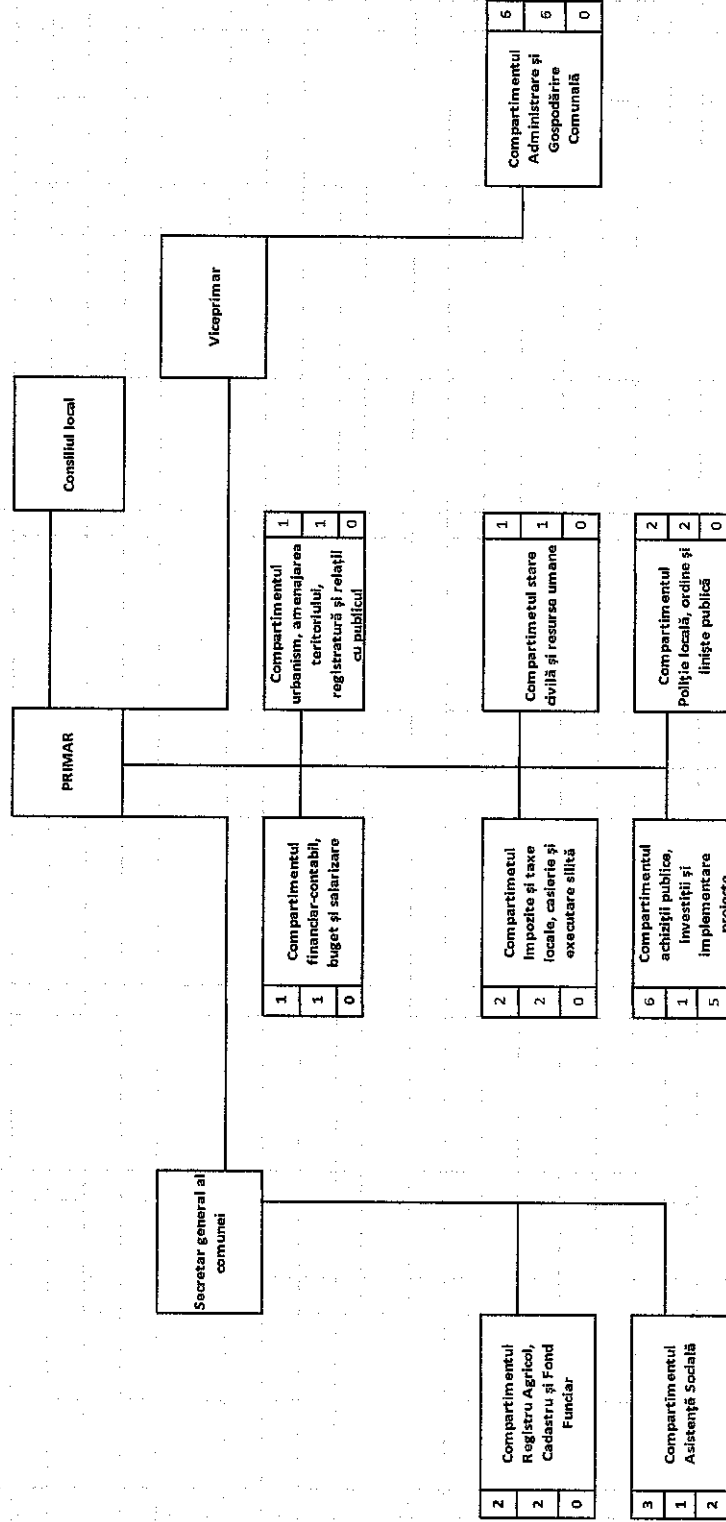 Consiliul local
PRIMAR
Viceprimar
Secretar general al
comunei
Compartimentul
financiar-contabil,
buget și salarizare
1
1
0
Compartimentul
urbanism, amenajarea
teritoriului,
registratură și relații
cu publicul
1
1
0
Compartimentul
Registru Agricol,
Cadastru și Fond
Funciar
2
2
0
Compartimetul
Impozite și taxe
locale, casierie și
executare silită
2
2
0
Compartimetul stare
civilă și resurse umane
1
1
0
Compartimentul
Administrare și
Gospodărire
Comunală
6
6
0
Compartimentul
Asistență Socială
3
1
2
Compartimentul
achiziții publice,
investiții și
implementare
proiecte
6
1
5
Compartimentul
Poliție locală, ordine și
liniște publică
2
2
0